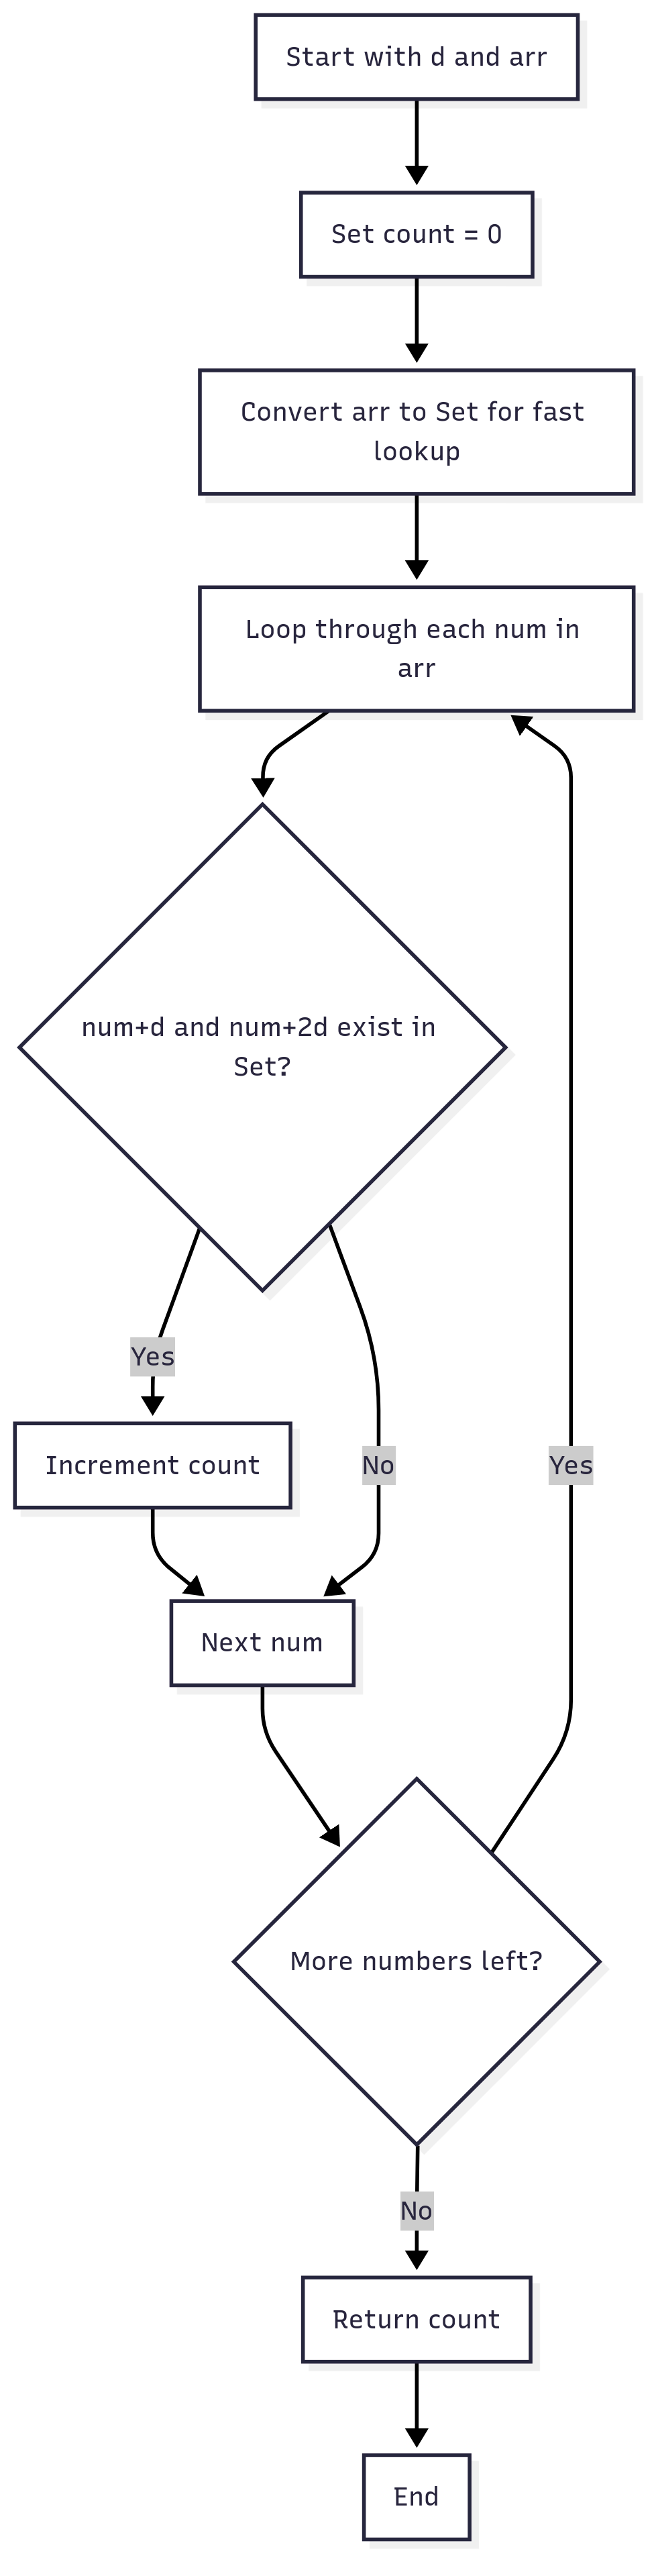 Start with d and arr
Set count = 0
Convert arr to Set for fast
lookup
Loop through each num in
arr
num+d and num+2d exist in
Set?
Yes
Increment count
No
Yes
Next num
More numbers left?
No
Return count
End